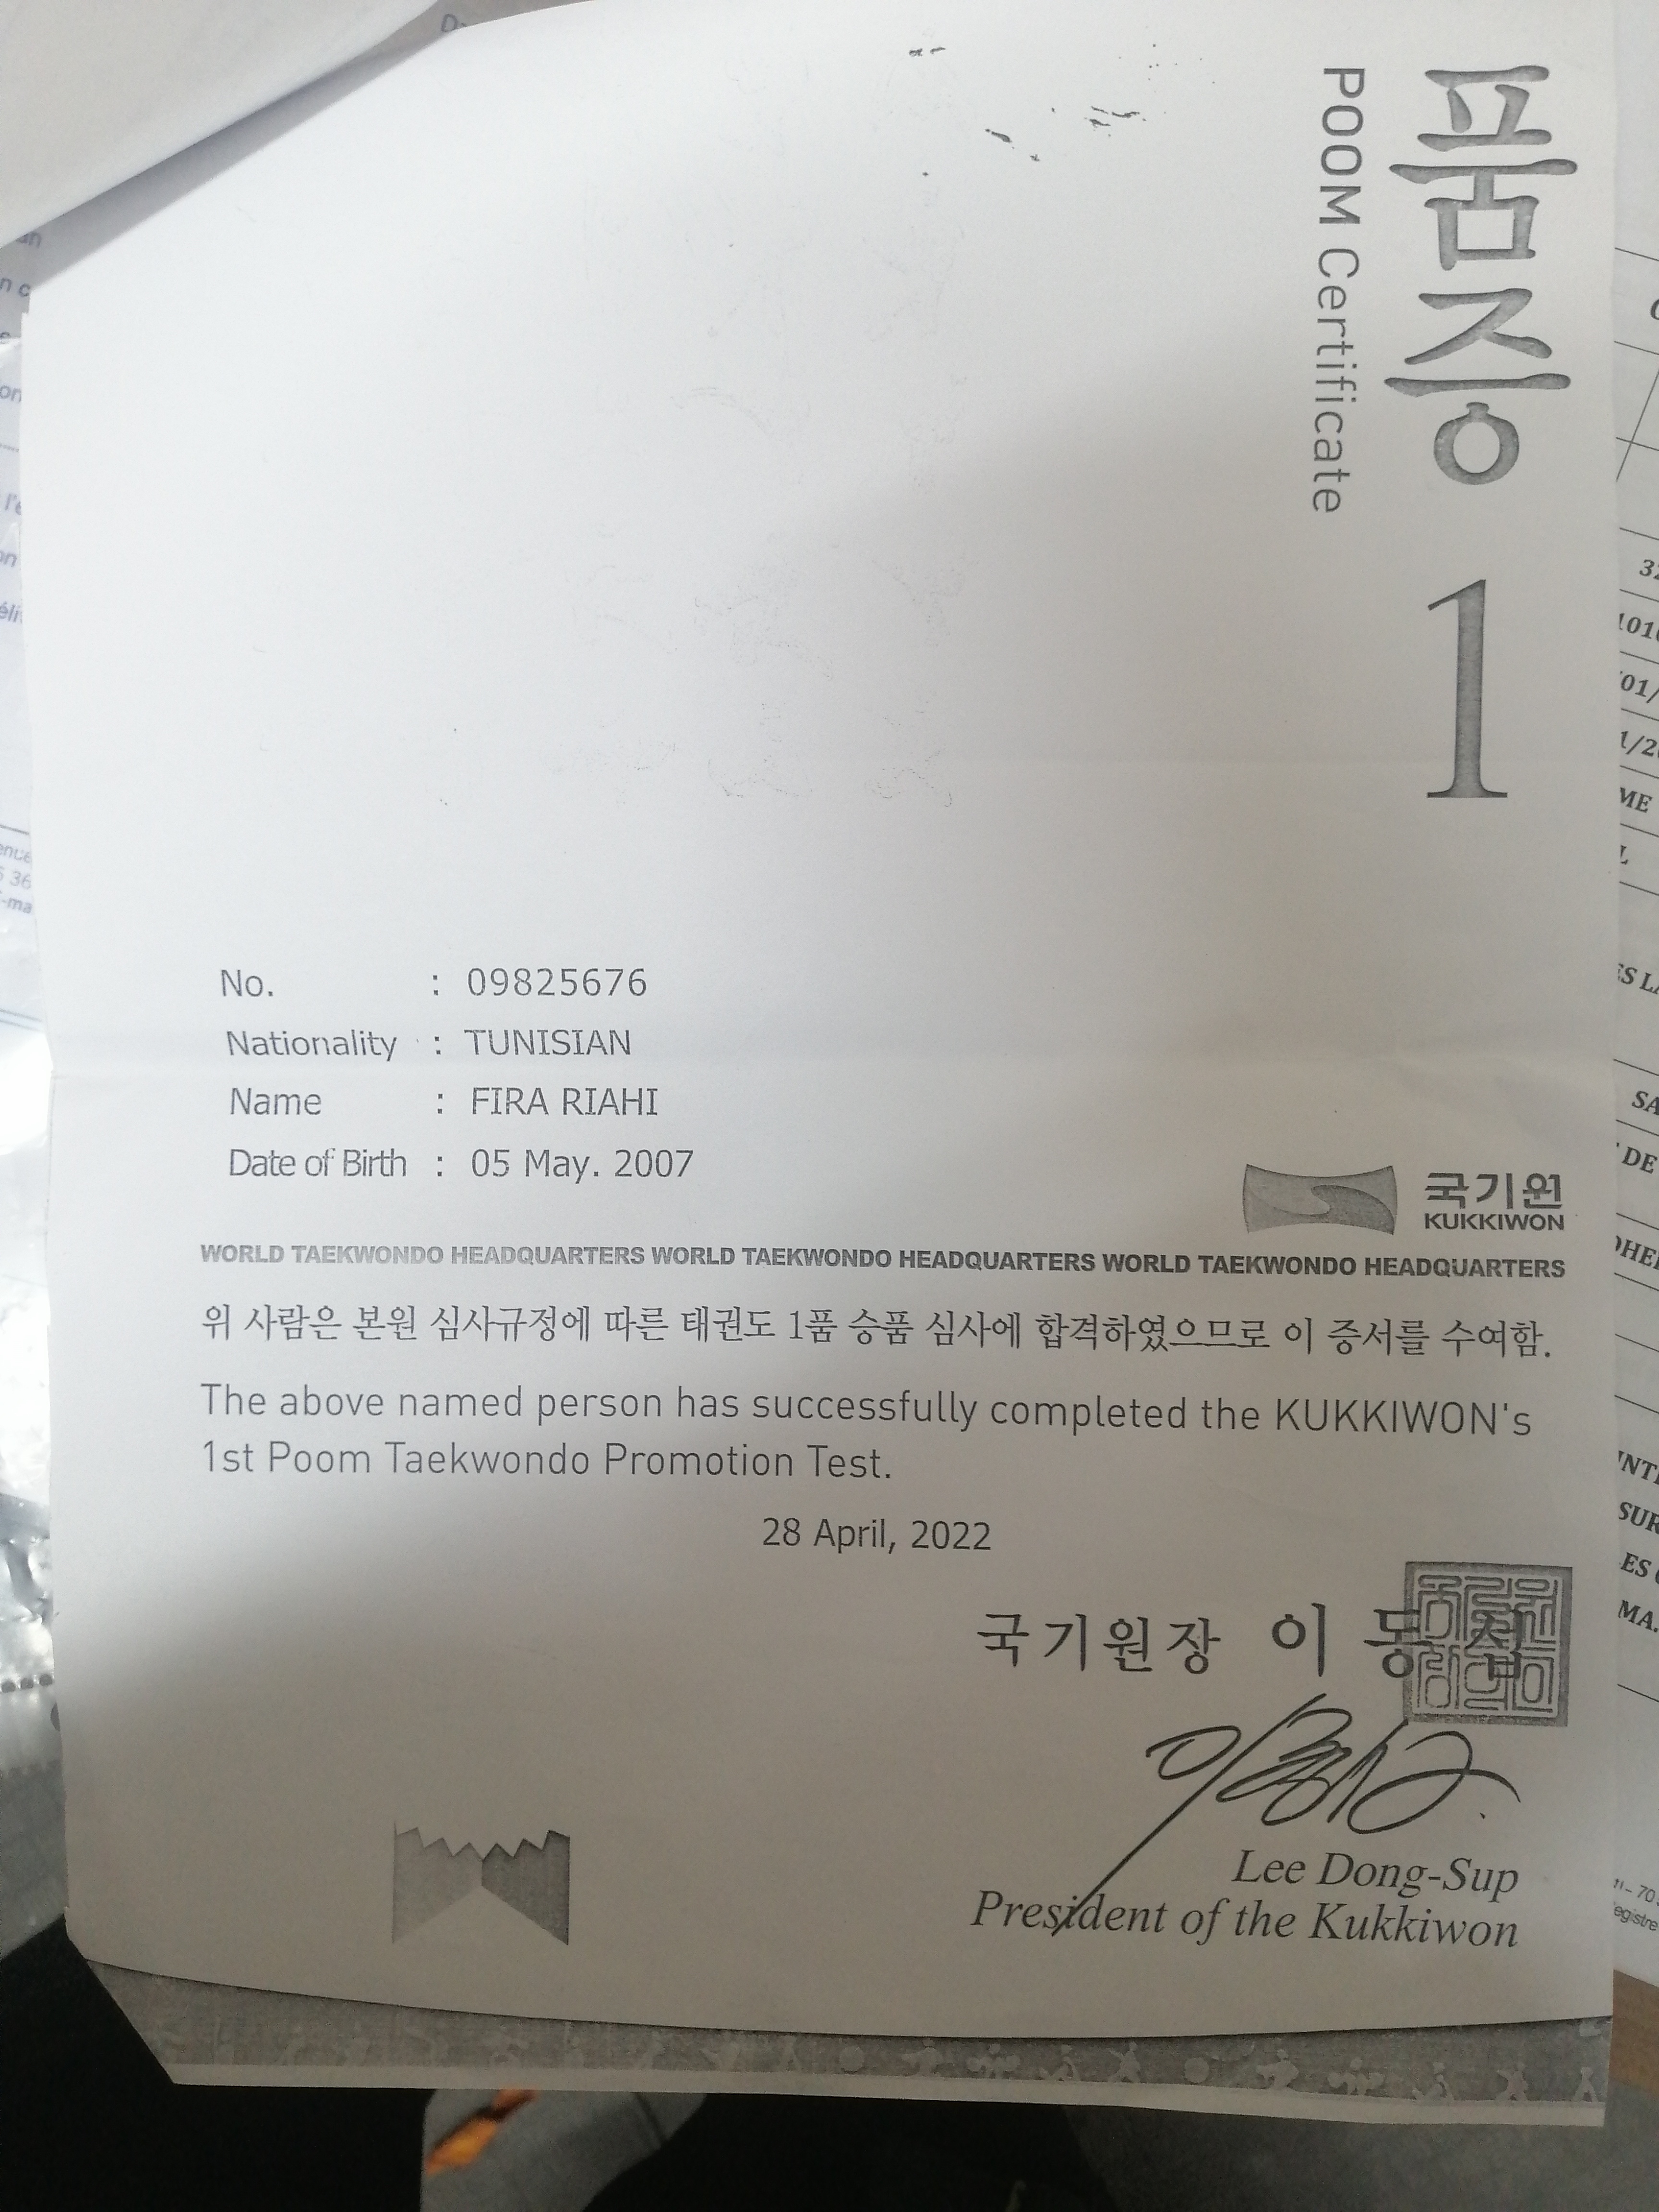 품증 1
POOM Certificate
No. : 09825676
Nationality : TUNISIAN
Name : FIRA RIAHI
Date of Birth : 05 May. 2007
국기원
KUKKIWON
WORLD TAEKWONDO HEADQUARTERS WORLD TAEKWONDO HEADQUARTERS WORLD TAEKWONDO HEADQUARTERS
위 사람은 본원 심사규정에 따른 태권도 1품 승품 심사에 합격하였으므로 이 증서를 수여함.
The above named person has successfully completed the KUKKIWON's
1st Poom Taekwondo Promotion Test.
28 April, 2022
국기원장 이 동 섭
Lee Dong-Sup
President of the Kukkiwon
SA
DE
SUR
ES
MA.